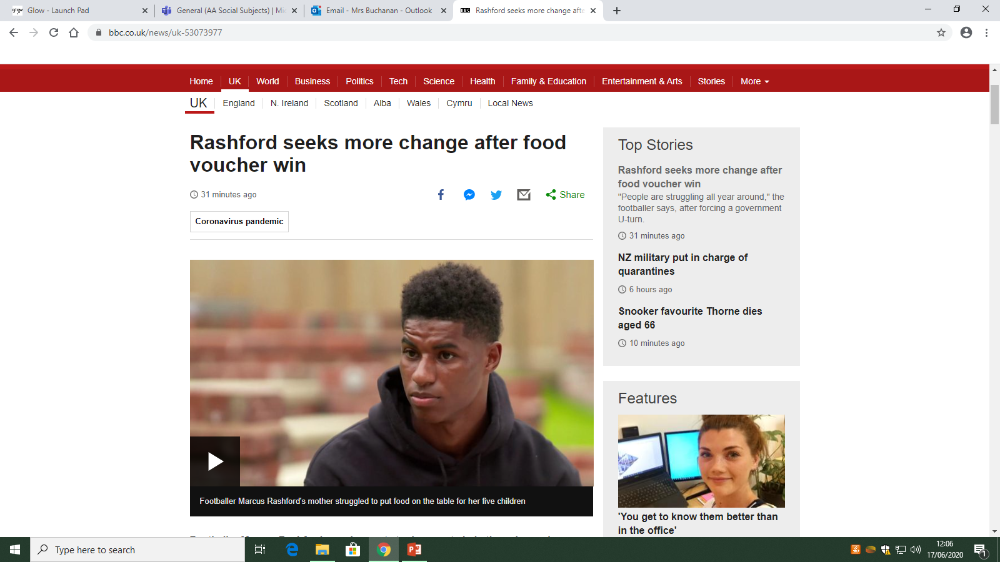 Glow - Launch Pad
General (AA Social Subjects) | Mic
Email - Mrs Buchanan - Outlook
BBC
Rashford seeks more change afte
bbc.co.uk/news/uk-53073977
Home UK World Business Politics Tech Science Health Family & Education Entertainment & Arts Stories More
UK England N. Ireland Scotland Alba Wales Cymru Local News
Rashford seeks more change after food
voucher win
31 minutes ago
Share
Coronavirus pandemic
Footballer Marcus Rashford's mother struggled to put food on the table for her five children
Top Stories
Rashford seeks more change after
food voucher win
"People are struggling all year around," the
footballer says, after forcing a government
U-turn.
31 minutes ago
NZ military put in charge of
quarantines
6 hours ago
Snooker favourite Thorne dies
aged 66
10 minutes ago
Features
'You get to know them better than
in the office'
Type here to search
12:06
17/06/2020
1